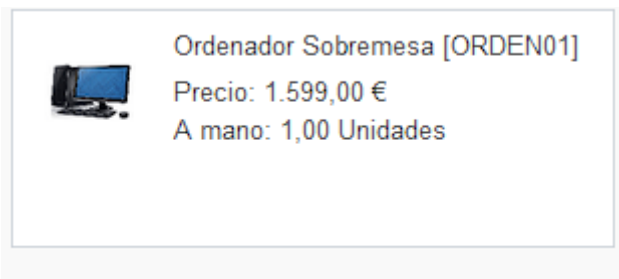 Ordenador Sobremesa [ORDEN01]
Precio: 1.599,00 €
A mano: 1,00 Unidades